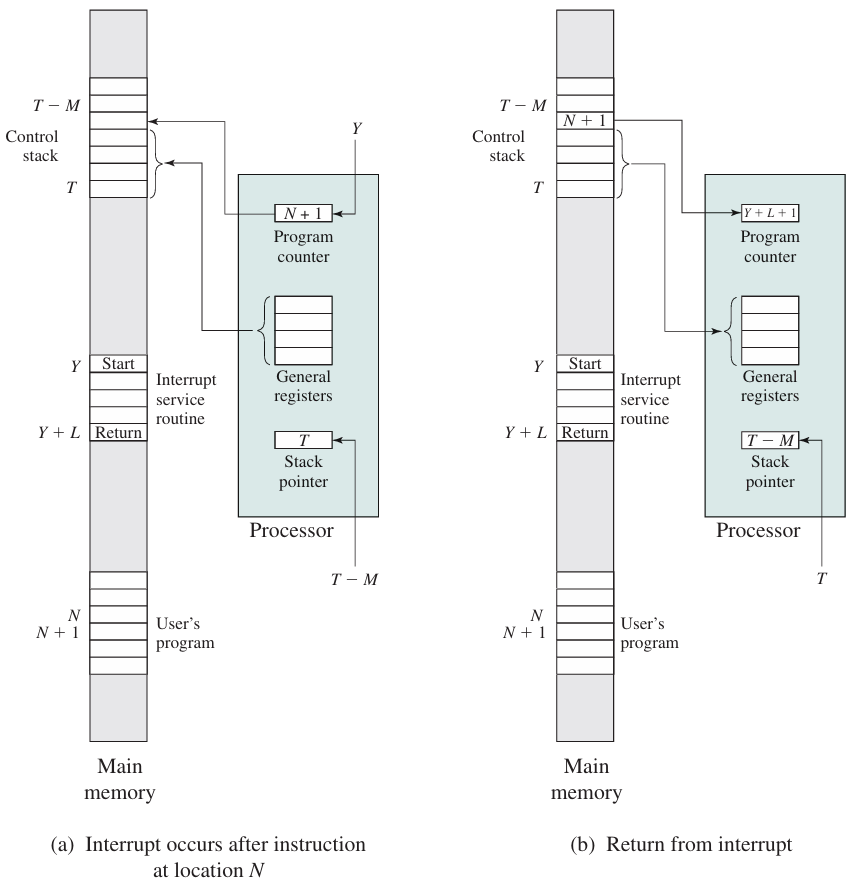 T − M
Control
stack
T
Y
N + 1
Program
counter
General
registers
T
Stack
pointer
Processor
T − M
Y
Start
Interrupt
service
routine
Y + L
Return
N
N + 1
User's
program
Main
memory
(a) Interrupt occurs after instruction
at location N
T − M
N + 1
Control
stack
T
Y + L + 1
Program
counter
General
registers
T − M
Stack
pointer
Processor
T
Y
Start
Interrupt
service
routine
Y + L
Return
N
N + 1
User's
program
Main
memory
(b) Return from interrupt